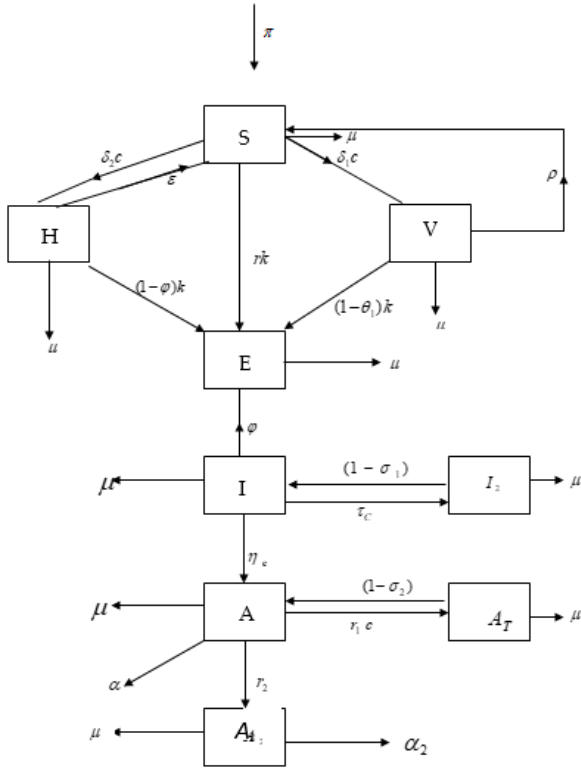 π
S
μ
δ₂c
δ₁c
ε
ρ
H
V
rk
(1−φ)k
(1−θ₁)k
μ
μ
E
μ
φ
μ
I
(1 − σ₁)
I₂
μ
τ_C
η_c
μ
A
(1−σ₂)
A_T
μ
r₁ c
α
r₂
μ
α₂